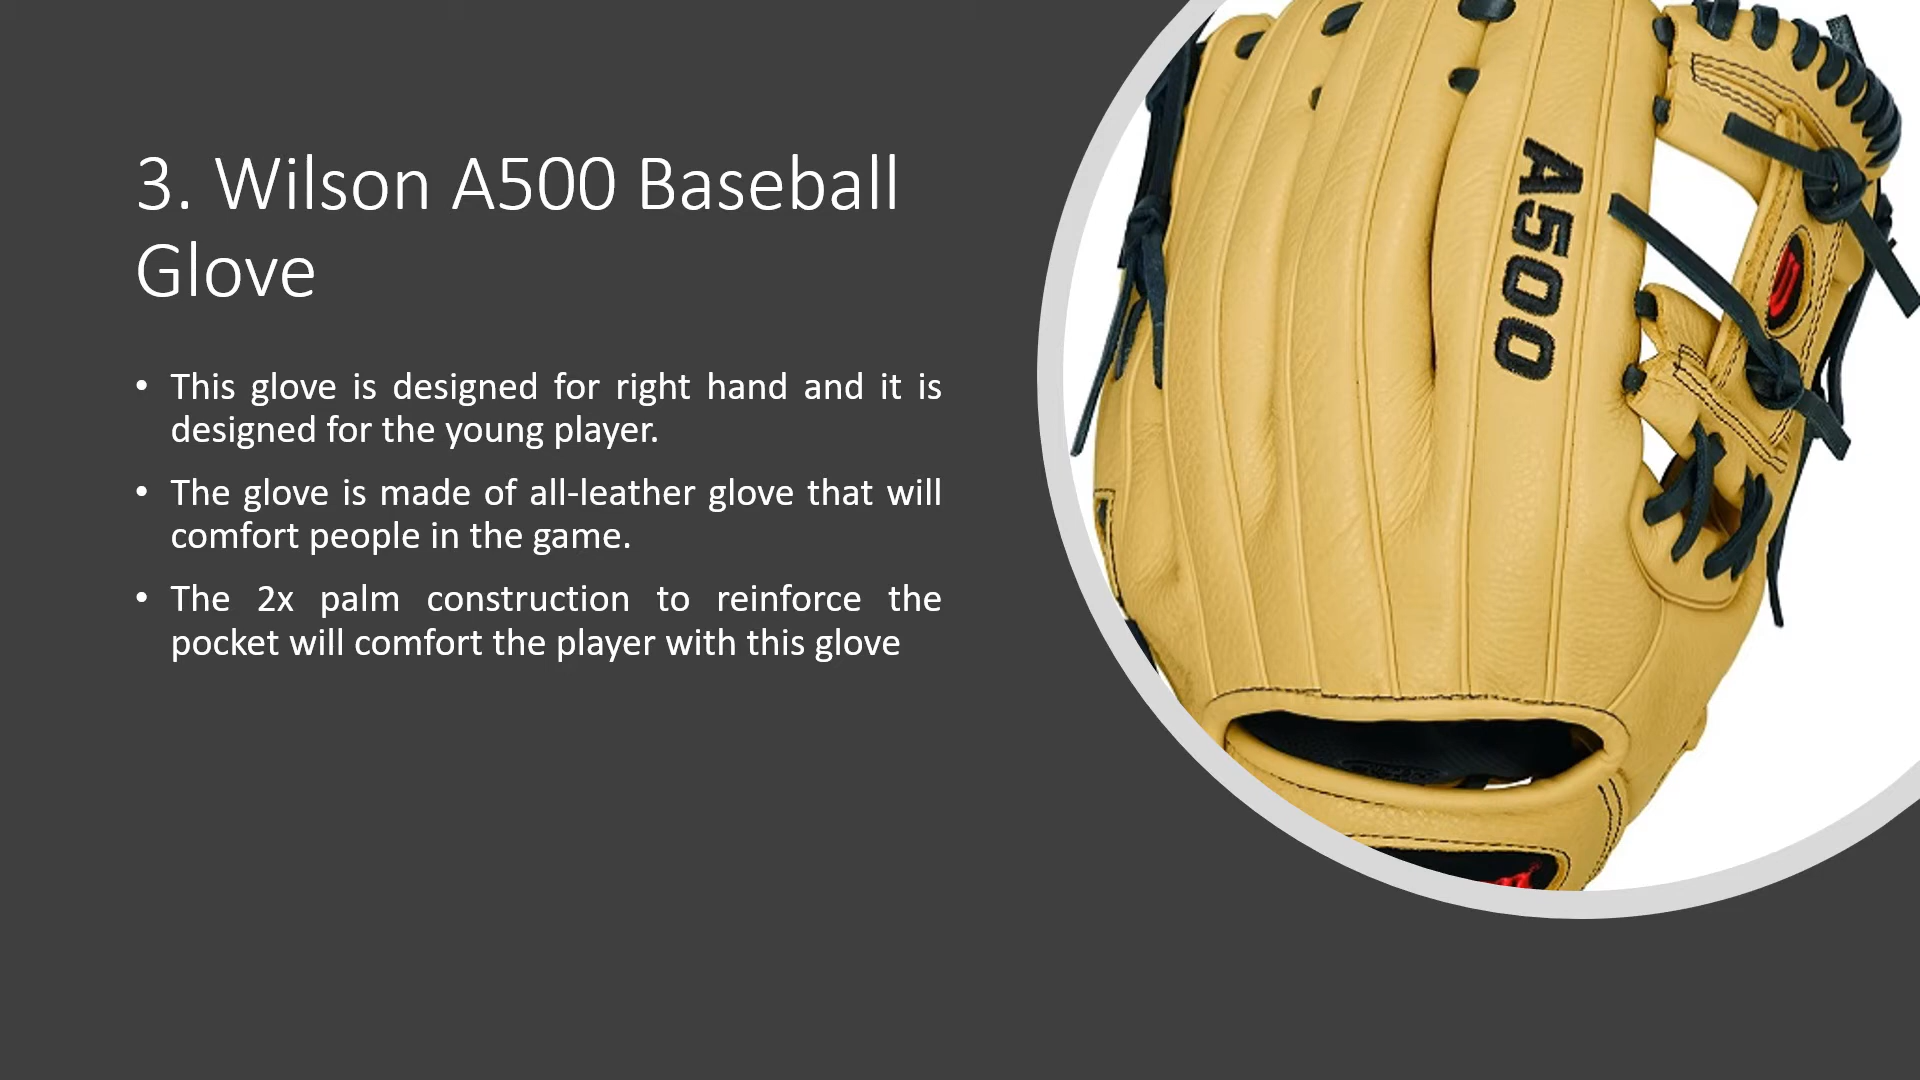 3. Wilson A500 Baseball
Glove
• This glove is designed for right hand and it is
designed for the young player.
• The glove is made of all-leather glove that will
comfort people in the game.
• The 2x palm construction to reinforce the
pocket will comfort the player with this glove
A500